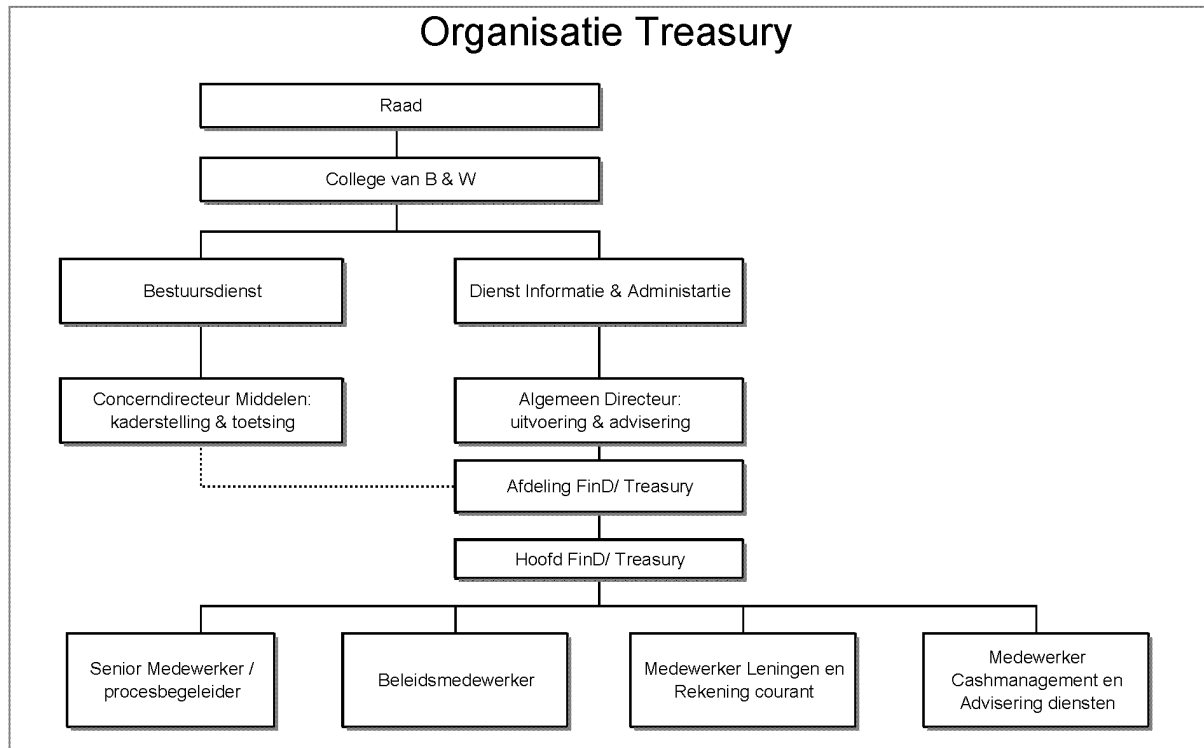 Organisatie Treasury
Raad
College van B & W
Bestuursdienst
Dienst Informatie & Administartie
Concerndirecteur Middelen:
kaderstelling & toetsing
Algemeen Directeur:
uitvoering & advisering
Afdeling FinD/ Treasury
Hoofd FinD/ Treasury
Senior Medewerker /
procesbegeleider
Beleidsmedewerker
Medewerker Leningen en
Rekening courant
Medewerker
Cashmanagement en
Advisering diensten